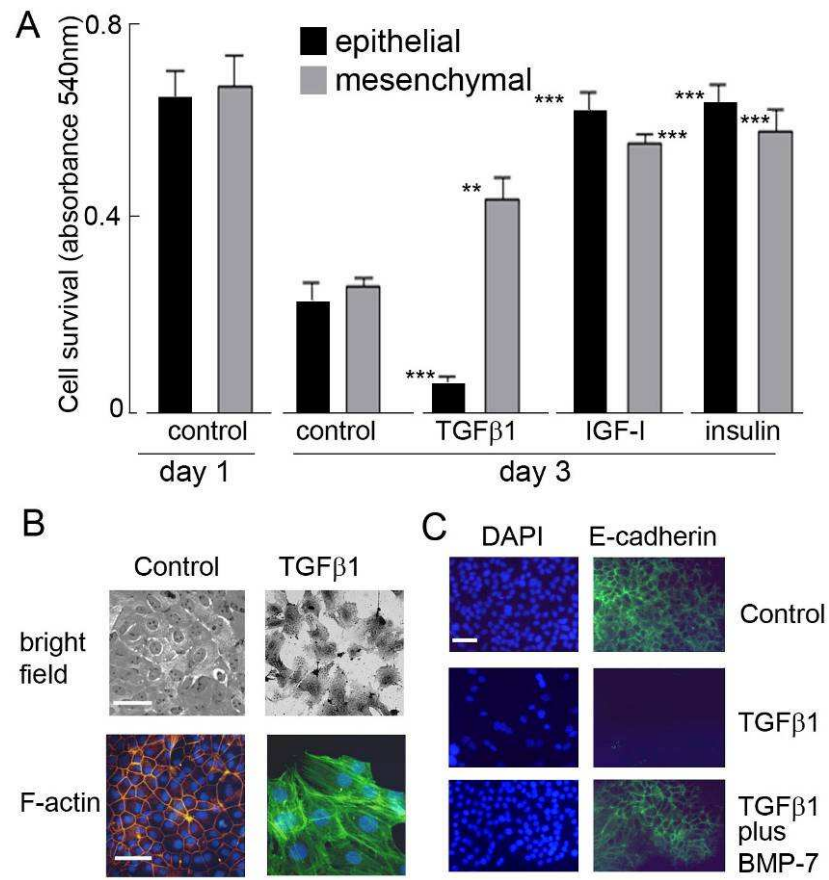 A
0.8
epithelial
mesenchymal
Cell survival (absorbance 540nm)
***
***
***
***
**
0.4
***
0
control
control
TGFβ1
IGF-I
insulin
day 1
day 3
B
C
DAPI
E-cadherin
Control
TGFβ1
bright
field
Control
TGFβ1
F-actin
TGFβ1
plus
BMP-7